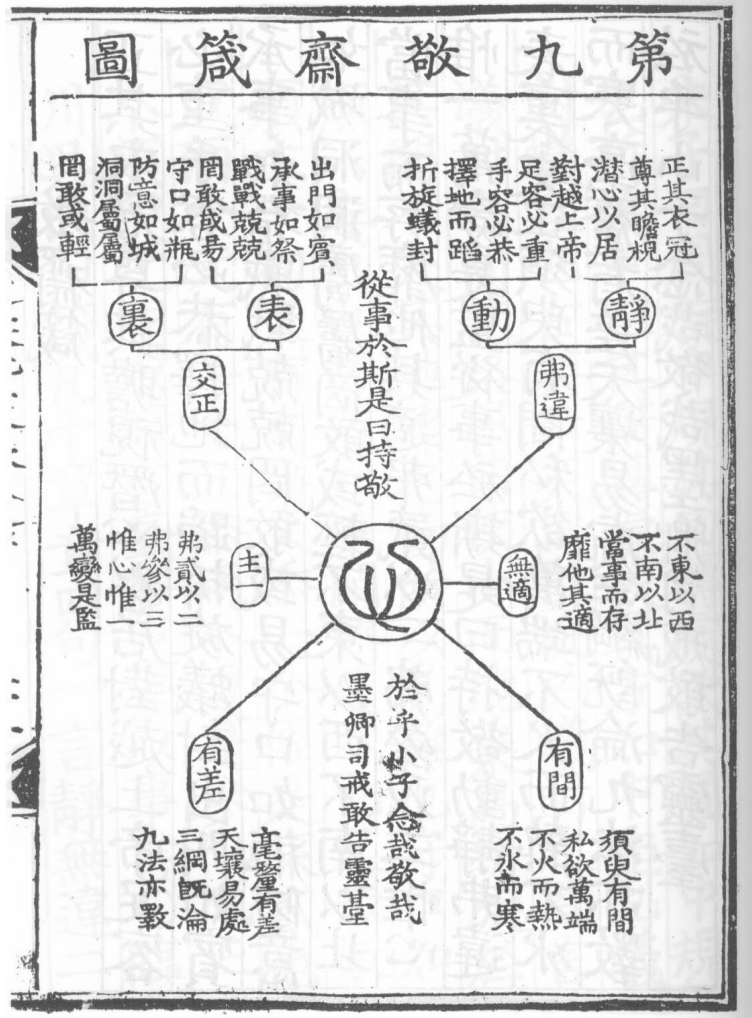 第九敬齋箴圖
正其衣冠
尊其瞻視
潜心以居
對越上帝
足容必重
手容必恭
擇地而蹈
折旋蟻封
靜
動
弗違
出門如賓
承事如祭
戰戰兢兢
罔敢或易
守口如瓶
防意如城
洞洞屬屬
罔敢或輕
表
裏
交正
從事於斯是曰持敬
心
不東以西
不南以北
當事而存
靡他其適
無適
主一
弗貳以二
弗參以三
惟心惟一
萬變是監
有間
須臾有間
私欲萬端
不火而熱
不氷而寒
有差
毫釐有差
天壤易處
三綱旣淪
九法亦斁
於乎小子念哉敬哉
墨卿司戒敢告靈䑓